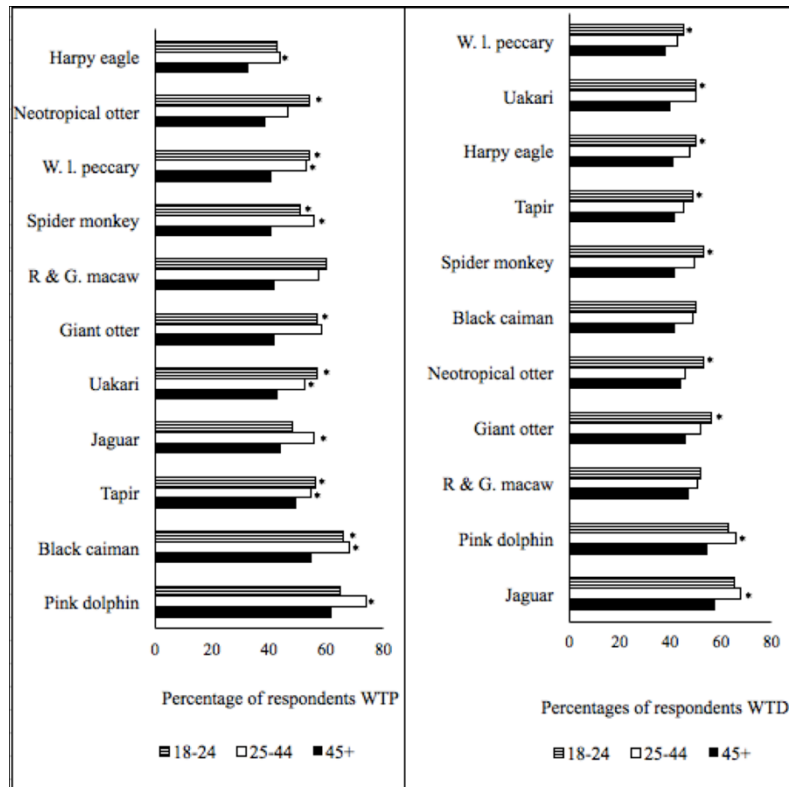 Harpy eagle
*
Neotropical otter
*
W. l. peccary
*
*
Spider monkey
*
*
R & G. macaw
Giant otter
*
Uakari
*
*
Jaguar
*
Tapir
*
*
Black caiman
*
*
Pink dolphin
*
0 20 40 60 80
Percentage of respondents WTP
18-24 25-44 45+
W. l. peccary
*
Uakari
*
Harpy eagle
*
Tapir
*
Spider monkey
*
Black caiman
Neotropical otter
*
Giant otter
*
R & G. macaw
Pink dolphin
*
Jaguar
*
0 20 40 60 80
Percentages of respondents WTD
18-24 25-44 45+